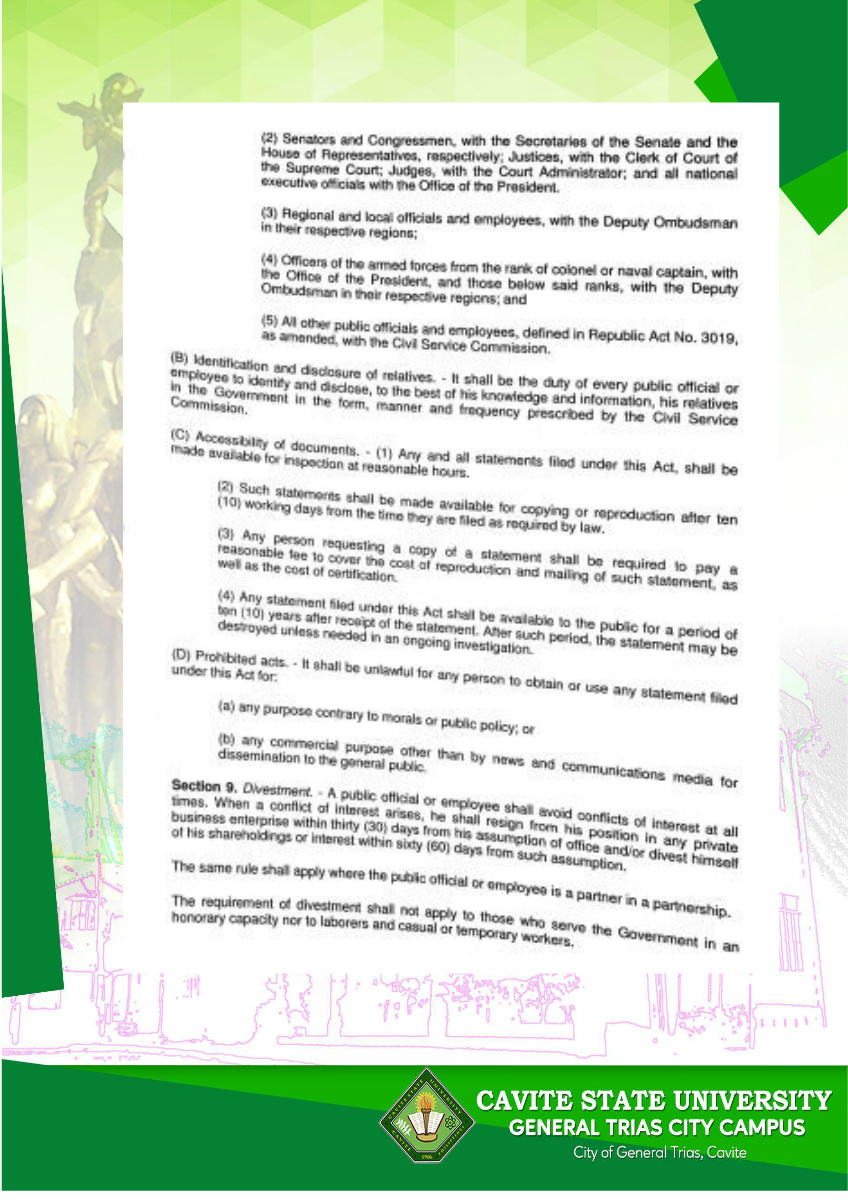 (2) Senators and Congressmen, with the Secretaries of the Senate and the
House of Representatives, respectively; Justices, with the Clerk of Court of
the Supreme Court; Judges, with the Court Administrator; and all national
executive officials with the Office of the President.
(3) Regional and local officials and employees, with the Deputy Ombudsman
in their respective regions;
(4) Officers of the armed forces from the rank of colonel or naval captain, with
the Office of the President, and those below said ranks, with the Deputy
Ombudsman in their respective regions; and
(5) All other public officials and employees, defined in Republic Act No. 3019,
as amended, with the Civil Service Commission.
(B) Identification and disclosure of relatives. - It shall be the duty of every public official or
employee to identify and disclose, to the best of his knowledge and information, his relatives
in the Government in the form, manner and frequency prescribed by the Civil Service
Commission.
(C) Accessibility of documents. - (1) Any and all statements filed under this Act, shall be
made available for inspection at reasonable hours.
(2) Such statements shall be made available for copying or reproduction after ten
(10) working days from the time they are filed as required by law.
(3) Any person requesting a copy of a statement shall be required to pay a
reasonable fee to cover the cost of reproduction and mailing of such statement, as
well as the cost of certification.
(4) Any statement filed under this Act shall be available to the public for a period of
ten (10) years after receipt of the statement. After such period, the statement may be
destroyed unless needed in an ongoing investigation.
(D) Prohibited acts. - It shall be unlawful for any person to obtain or use any statement filed
under this Act for:
(a) any purpose contrary to morals or public policy; or
(b) any commercial purpose other than by news and communications media for
dissemination to the general public.
Section 9. Divestment. - A public official or employee shall avoid conflicts of interest at all
times. When a conflict of interest arises, he shall resign from his position in any private
business enterprise within thirty (30) days from his assumption of office and/or divest himself
of his shareholdings or interest within sixty (60) days from such assumption.
The same rule shall apply where the public official or employee is a partner in a partnership.
The requirement of divestment shall not apply to those who serve the Government in an
honorary capacity nor to laborers and casual or temporary workers.
CAVITE STATE UNIVERSITY
GENERAL TRIAS CITY CAMPUS
City of General Trias, Cavite
CAVITE STATE UNIVERSITY
CAVITE
PHILIPPINES
1906